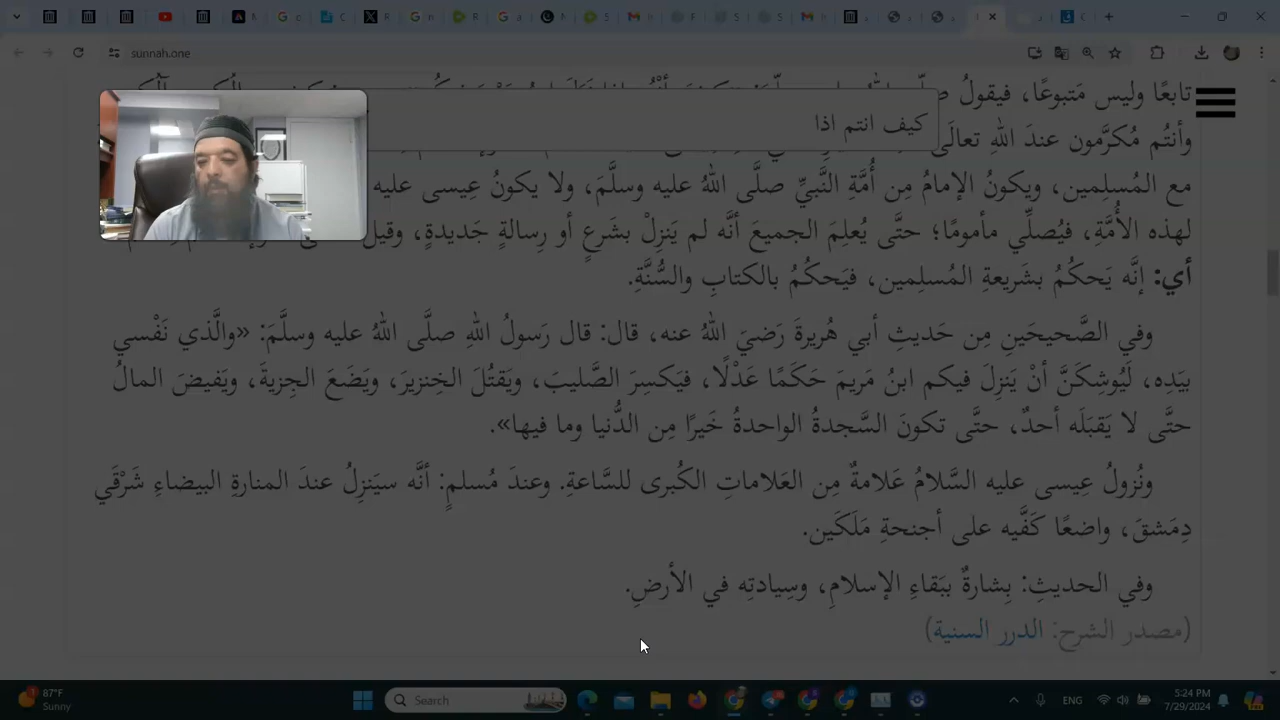 sunnah.one
تابعًا وليس مَتبوعًا، فيقولُ
كيف انتم اذا
وأنتُم مُكرَّمون عندَ اللهِ تعالَى
مع المُسلِمين، ويكونُ الإمامُ مِن أُمَّةِ النَّبيِّ صلَّى اللهُ عليه وسلَّمَ، ولا يكونُ عِيسى عليه
لهذه الأُمَّةِ، فيُصلِّي مأمومًا؛ حتَّى يُعلِمَ الجميعَ أنَّه لم يَنزِلْ بشَرعٍ أو رِسالةٍ جَديدةٍ، وقيل
أي: إنَّه يَحكُمُ بشَريعةِ المُسلِمين، فيَحكُمُ بالكتابِ والسُّنَّةِ.
وفي الصَّحيحَينِ مِن حَديثِ أبي هُريرةَ رَضيَ اللهُ عنه، قال: قال رَسولُ اللهِ صلَّى اللهُ عليه وسلَّمَ: «والَّذي نَفْسي
بيَدِه، لَيُوشِكَنَّ أنْ يَنزِلَ فيكم ابنُ مَريمَ حَكَمًا عَدْلًا، فيَكسِرَ الصَّليبَ، ويَقتُلَ الخِنزيرَ، ويَضَعَ الجِزيةَ، ويَفيضَ المالُ
حتَّى لا يَقبَلَه أحدٌ، حتَّى تكونَ السَّجدةُ الواحدةُ خَيرًا مِن الدُّنيا وما فيها».
ونُزولُ عِيسى عليه السَّلامُ عَلامةٌ مِن العَلاماتِ الكُبرى للسَّاعةِ. وعندَ مُسلمٍ: أنَّه سيَنزِلُ عندَ المنارةِ البيضاءِ شَرْقَي
دِمَشقَ، واضعًا كَفَّيه على أجنحةِ مَلَكَين.
وفي الحديثِ: بِشارةٌ ببَقاءِ الإسلامِ، وسِيادتِه في الأرضِ.
(مصدر الشرح: الدرر السنية)
87°F
Sunny
Search
ENG
5:24 PM
7/29/2024